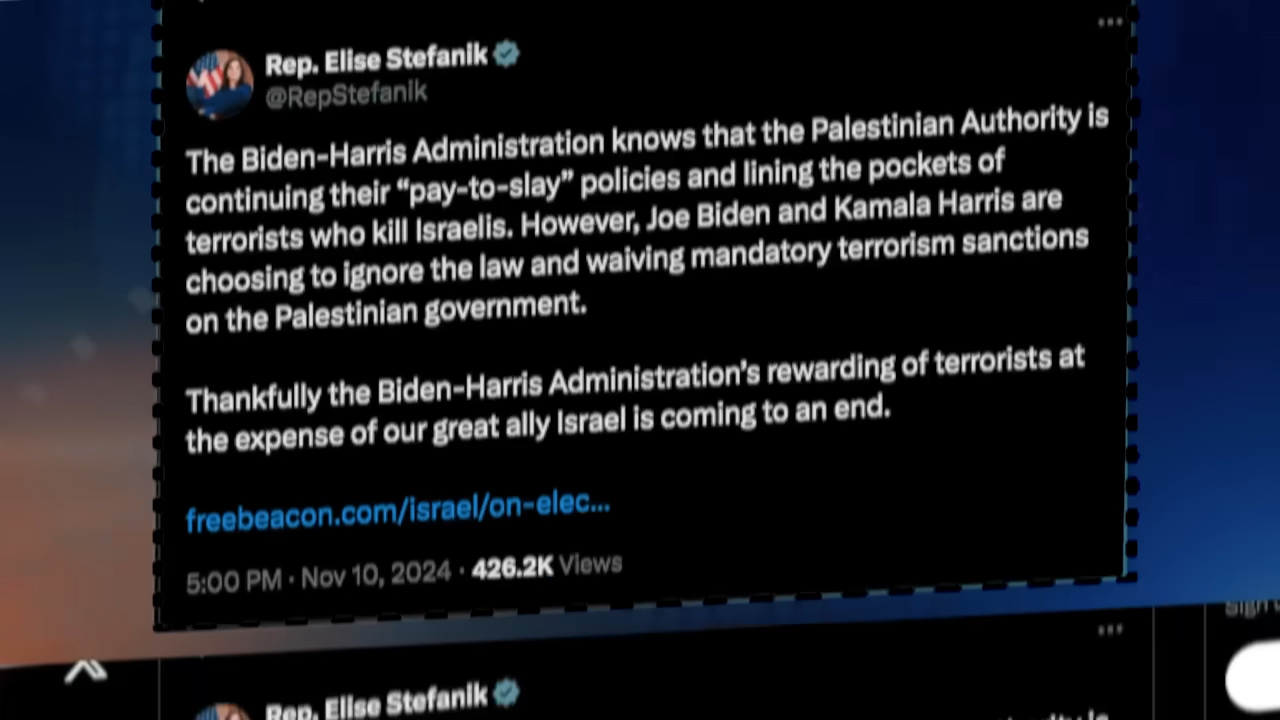 Rep. Elise Stefanik
@RepStefanik
The Biden-Harris Administration knows that the Palestinian Authority is
continuing their “pay-to-slay” policies and lining the pockets of
terrorists who kill Israelis. However, Joe Biden and Kamala Harris are
choosing to ignore the law and waiving mandatory terrorism sanctions
on the Palestinian government.
Thankfully the Biden-Harris Administration’s rewarding of terrorists at
the expense of our great ally Israel is coming to an end.
freebeacon.com/israel/on-elec...
5:00 PM · Nov 10, 2024 · 426.2K Views
Rep. Elise Stefanik